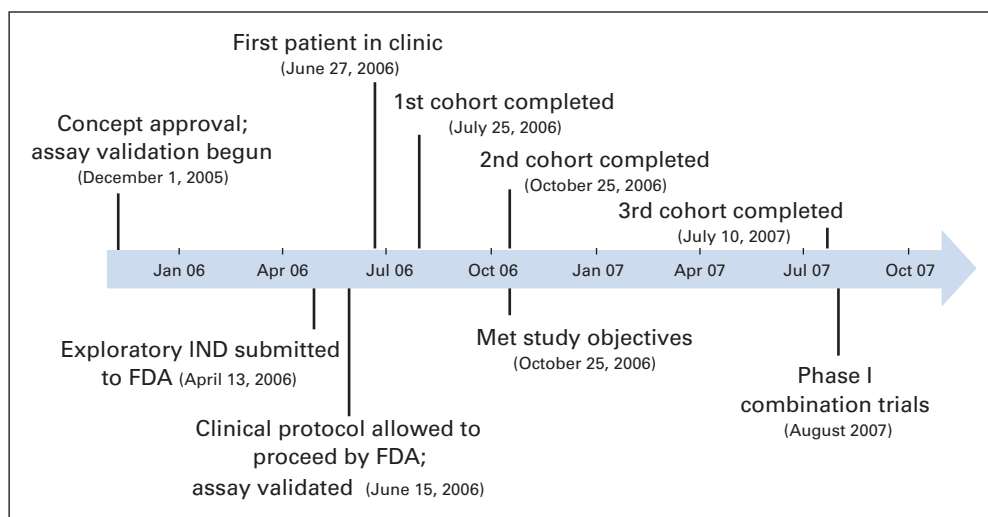 First patient in clinic
(June 27, 2006)
1st cohort completed
(July 25, 2006)
Concept approval;
assay validation begun
(December 1, 2005)
2nd cohort completed
(October 25, 2006)
3rd cohort completed
(July 10, 2007)
Jan 06 Apr 06 Jul 06 Oct 06 Jan 07 Apr 07 Jul 07 Oct 07
Exploratory IND submitted
to FDA (April 13, 2006)
Met study objectives
(October 25, 2006)
Phase I
combination trials
(August 2007)
Clinical protocol allowed to
proceed by FDA;
assay validated (June 15, 2006)